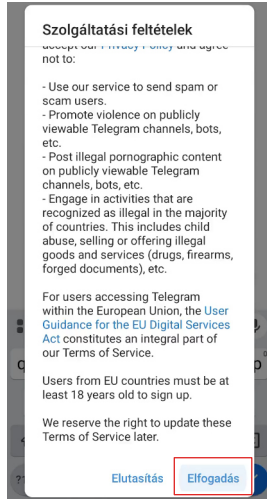 Szolgáltatási feltételek
accept our Privacy Policy and agree
not to:
- Use our service to send spam or
scam users.
- Promote violence on publicly
viewable Telegram channels, bots,
etc.
- Post illegal pornographic content
on publicly viewable Telegram
channels, bots, etc.
- Engage in activities that are
recognized as illegal in the majority
of countries. This includes child
abuse, selling or offering illegal
goods and services (drugs, firearms,
forged documents), etc.
For users accessing Telegram
within the European Union, the User
Guidance for the EU Digital Services
Act constitutes an integral part of
our Terms of Service.
Users from EU countries must be at
least 18 years old to sign up.
We reserve the right to update these
Terms of Service later.
Elutasítás Elfogadás